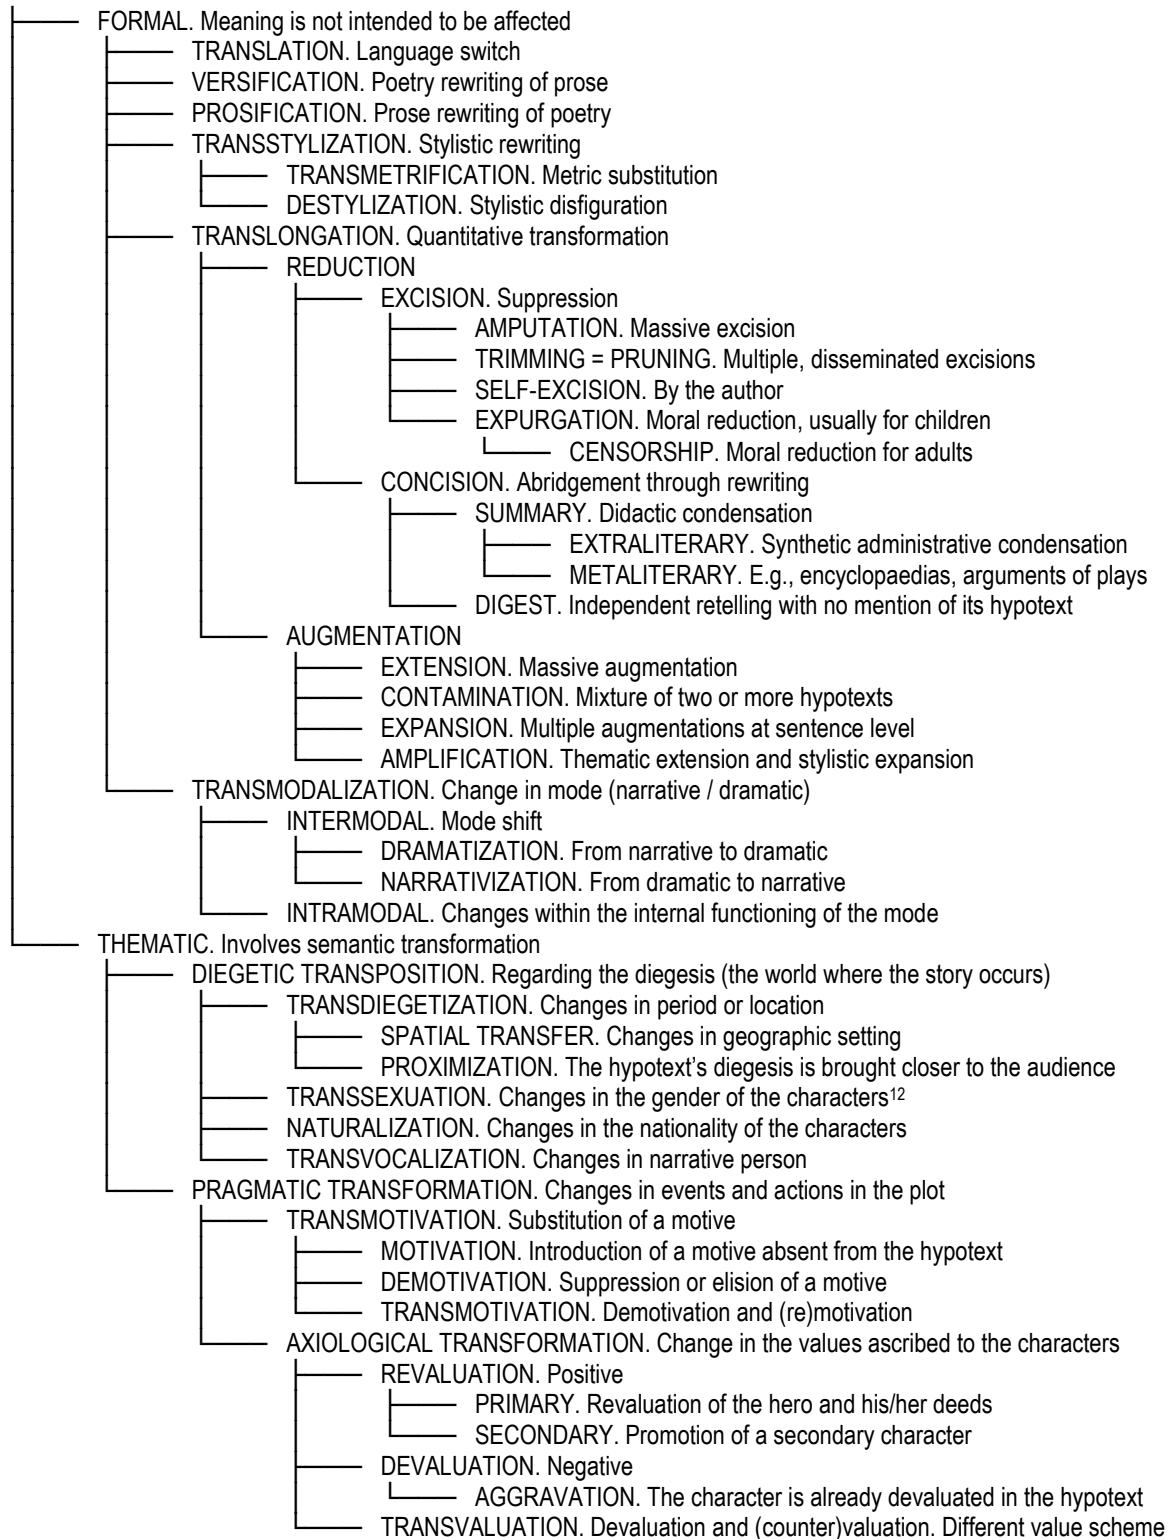 FORMAL. Meaning is not intended to be affected
TRANSLATION. Language switch
VERSIFICATION. Poetry rewriting of prose
PROSIFICATION. Prose rewriting of poetry
TRANSSTYLIZATION. Stylistic rewriting
TRANSMETRIFICATION. Metric substitution
DESTYLIZATION. Stylistic disfiguration
TRANSLONGATION. Quantitative transformation
REDUCTION
EXCISION. Suppression
AMPUTATION. Massive excision
TRIMMING = PRUNING. Multiple, disseminated excisions
SELF-EXCISION. By the author
EXPURGATION. Moral reduction, usually for children
CENSORSHIP. Moral reduction for adults
CONCISION. Abridgement through rewriting
SUMMARY. Didactic condensation
EXTRALITERARY. Synthetic administrative condensation
METALITERARY. E.g., encyclopaedias, arguments of plays
DIGEST. Independent retelling with no mention of its hypotext
AUGMENTATION
EXTENSION. Massive augmentation
CONTAMINATION. Mixture of two or more hypotexts
EXPANSION. Multiple augmentations at sentence level
AMPLIFICATION. Thematic extension and stylistic expansion
TRANSMODALIZATION. Change in mode (narrative / dramatic)
INTERMODAL. Mode shift
DRAMATIZATION. From narrative to dramatic
NARRATIVIZATION. From dramatic to narrative
INTRAMODAL. Changes within the internal functioning of the mode
THEMATIC. Involves semantic transformation
DIEGETIC TRANSPOSITION. Regarding the diegesis (the world where the story occurs)
TRANSDIEGETIZATION. Changes in period or location
SPATIAL TRANSFER. Changes in geographic setting
PROXIMIZATION. The hypotext’s diegesis is brought closer to the audience
TRANSSEXUATION. Changes in the gender of the characters¹²
NATURALIZATION. Changes in the nationality of the characters
TRANSVOCALIZATION. Changes in narrative person
PRAGMATIC TRANSFORMATION. Changes in events and actions in the plot
TRANSMOTIVATION. Substitution of a motive
MOTIVATION. Introduction of a motive absent from the hypotext
DEMOTIVATION. Suppression or elision of a motive
TRANSMOTIVATION. Demotivation and (re)motivation
AXIOLOGICAL TRANSFORMATION. Change in the values ascribed to the characters
REVALUATION. Positive
PRIMARY. Revaluation of the hero and his/her deeds
SECONDARY. Promotion of a secondary character
DEVALUATION. Negative
AGGRAVATION. The character is already devaluated in the hypotext
TRANSVALUATION. Devaluation and (counter)valuation. Different value scheme